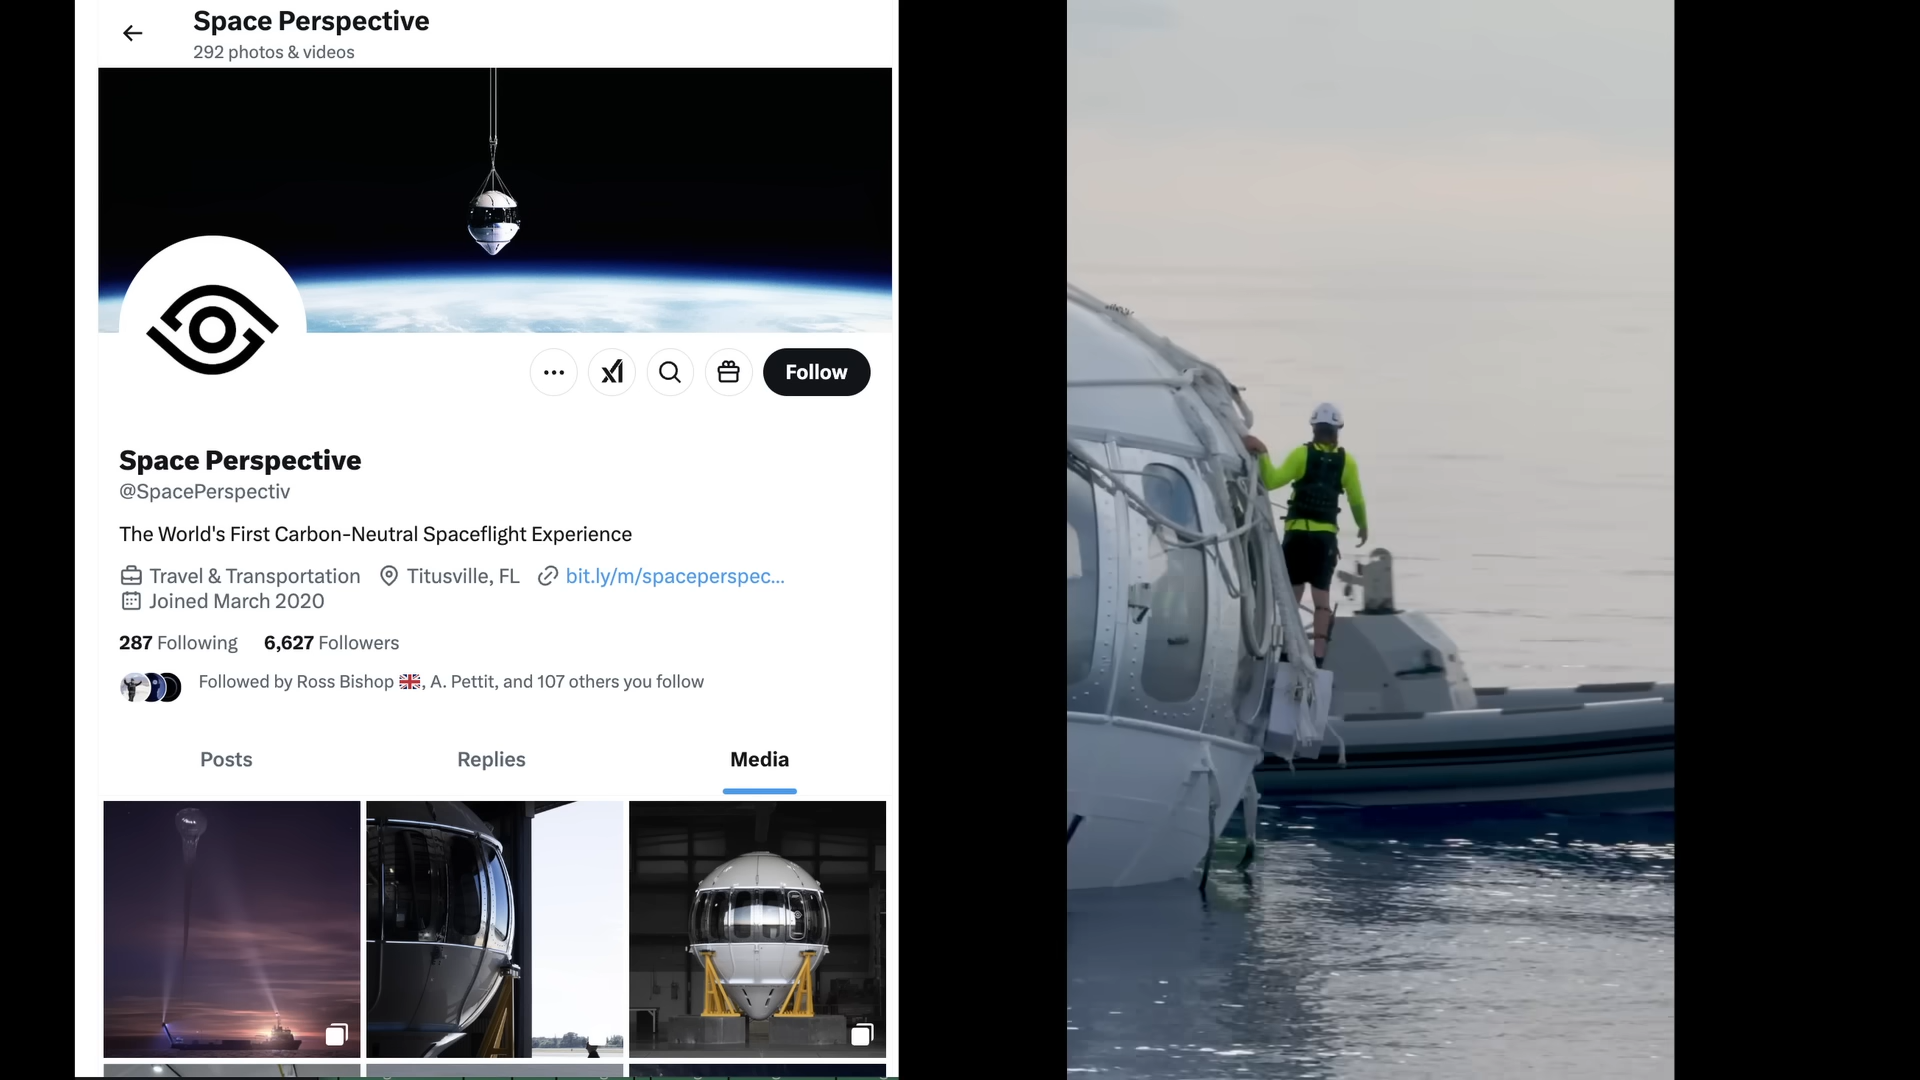 Space Perspective
292 photos & videos
Follow
Space Perspective
@SpacePerspectiv
The World's First Carbon-Neutral Spaceflight Experience
Travel & Transportation Titusville, FL bit.ly/m/spaceperspec...
Joined March 2020
287 Following 6,627 Followers
Followed by Ross Bishop 🇬🇧, A. Pettit, and 107 others you follow
Posts Replies Media